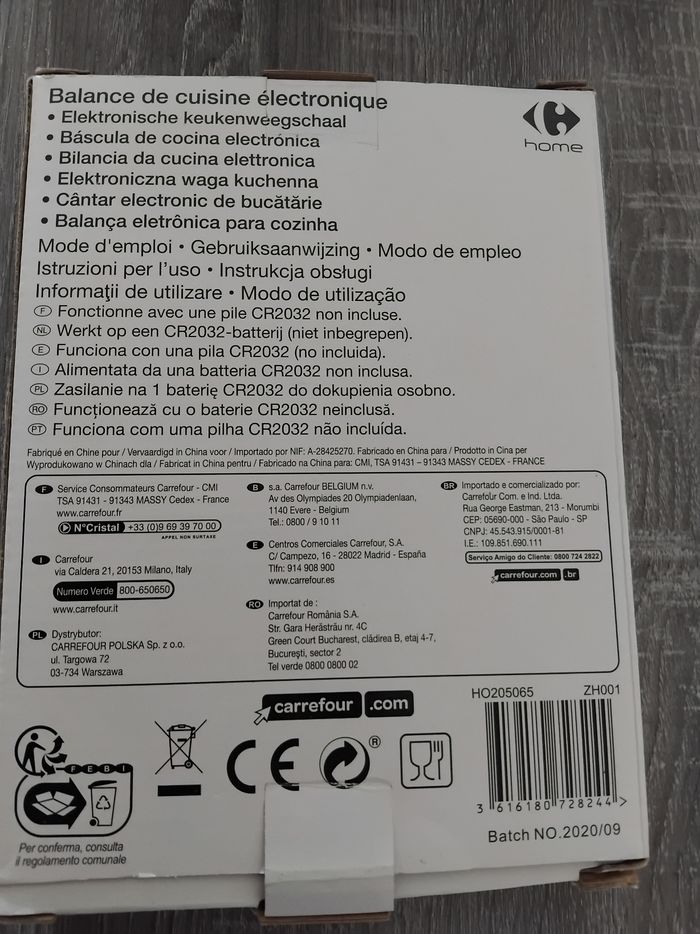 Balance de cuisine électronique
• Elektronische keukenweegschaal
• Báscula de cocina electrónica
• Bilancia da cucina elettronica
• Elektroniczna waga kuchenna
• Cântar electronic de bucătărie
• Balança eletrônica para cozinha
home
Mode d'emploi • Gebruiksaanwijzing • Modo de empleo
Istruzioni per l'uso • Instrukcja obsługi
Informaţii de utilizare • Modo de utilização
F Fonctionne avec une pile CR2032 non incluse.
NL Werkt op een CR2032-batterij (niet inbegrepen).
E Funciona con una pila CR2032 (no incluida).
I Alimentata da una batteria CR2032 non inclusa.
PL Zasilanie na 1 baterię CR2032 do dokupienia osobno.
RO Funcţionează cu o baterie CR2032 neinclusă.
PT Funciona com uma pilha CR2032 não incluída.
Fabriqué en Chine pour / Vervaardigd in China voor / Importado por NIF: A-28425270. Fabricado en China para / Prodotto in Cina per
Wyprodukowano w Chinach dla / Fabricat in China pentru / Fabricado na China para: CMI, TSA 91431 – 91343 MASSY CEDEX - FRANCE
F Service Consommateurs Carrefour - CMI
TSA 91431 - 91343 MASSY Cedex - France
www.carrefour.fr
N°Cristal +33 (0)9 69 39 70 00
APPEL NON SURTAXE
I Carrefour
via Caldera 21, 20153 Milano, Italy
Numero Verde 800-650650
www.carrefour.it
PL Dystrybutor:
CARREFOUR POLSKA Sp. z o.o.
ul. Targowa 72
03-734 Warszawa
B s.a. Carrefour BELGIUM n.v.
Av des Olympiades 20 Olympiadenlaan,
1140 Evere - Belgium
Tel.: 0800 / 9 10 11
E Centros Comerciales Carrefour, S.A.
C/ Campezo, 16 - 28022 Madrid - España
Tlfn: 914 908 900
www.carrefour.es
RO Importat de :
Carrefour România S.A.
Str. Gara Herăstrău nr. 4C
Green Court Bucharest, clădirea B, etaj 4-7,
Bucureşti, sector 2
Tel verde 0800 0800 02
BR Importado e comercializado por:
Carrefour Com. e Ind. Ltda.
Rua George Eastman, 213 - Morumbi
CEP: 05690-000 - São Paulo - SP
CNPJ: 45.543.915/0001-81
I.E.: 109.851.690.111
Serviço Amigo do Cliente: 0800 724 2822
carrefour.com .br
carrefour .com
HO205065 ZH001
FEBI
CE
®
3 616180 728244 >
Batch NO.2020/09
Per conferma, consulta
il regolamento comunale